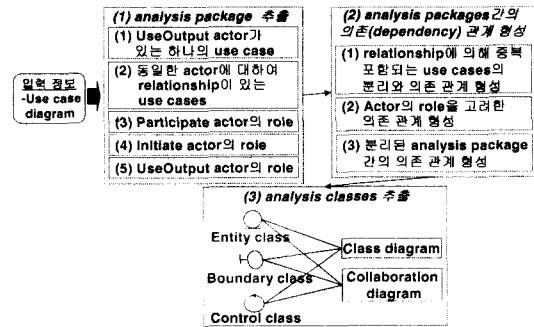 입력 정보
-Use case
diagram
(1) analysis package 추출
(1) UseOutput actor가
있는 하나의 use case
(2) 동일한 actor에 대하여
relationship이 있는
use cases
(3) Participate actor의 role
(4) Initiate actor의 role
(5) UseOutput actor의 role
(2) analysis packages간의
의존(dependency) 관계 형성
(1) relationship에 의해 중복
포함되는 use cases의
분리와 의존 관계 형성
(2) Actor의 role을 고려한
의존 관계 형성
(3) 분리된 analysis package
간의 의존 관계 형성
(3) analysis classes 추출
Entity class
Boundary class
Control class
Class diagram
Collaboration
diagram